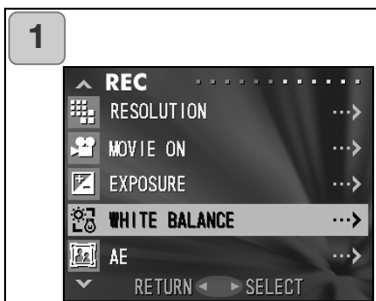 1
REC
RESOLUTION
MOVIE ON
EXPOSURE
WHITE BALANCE
AE
RETURN SELECT